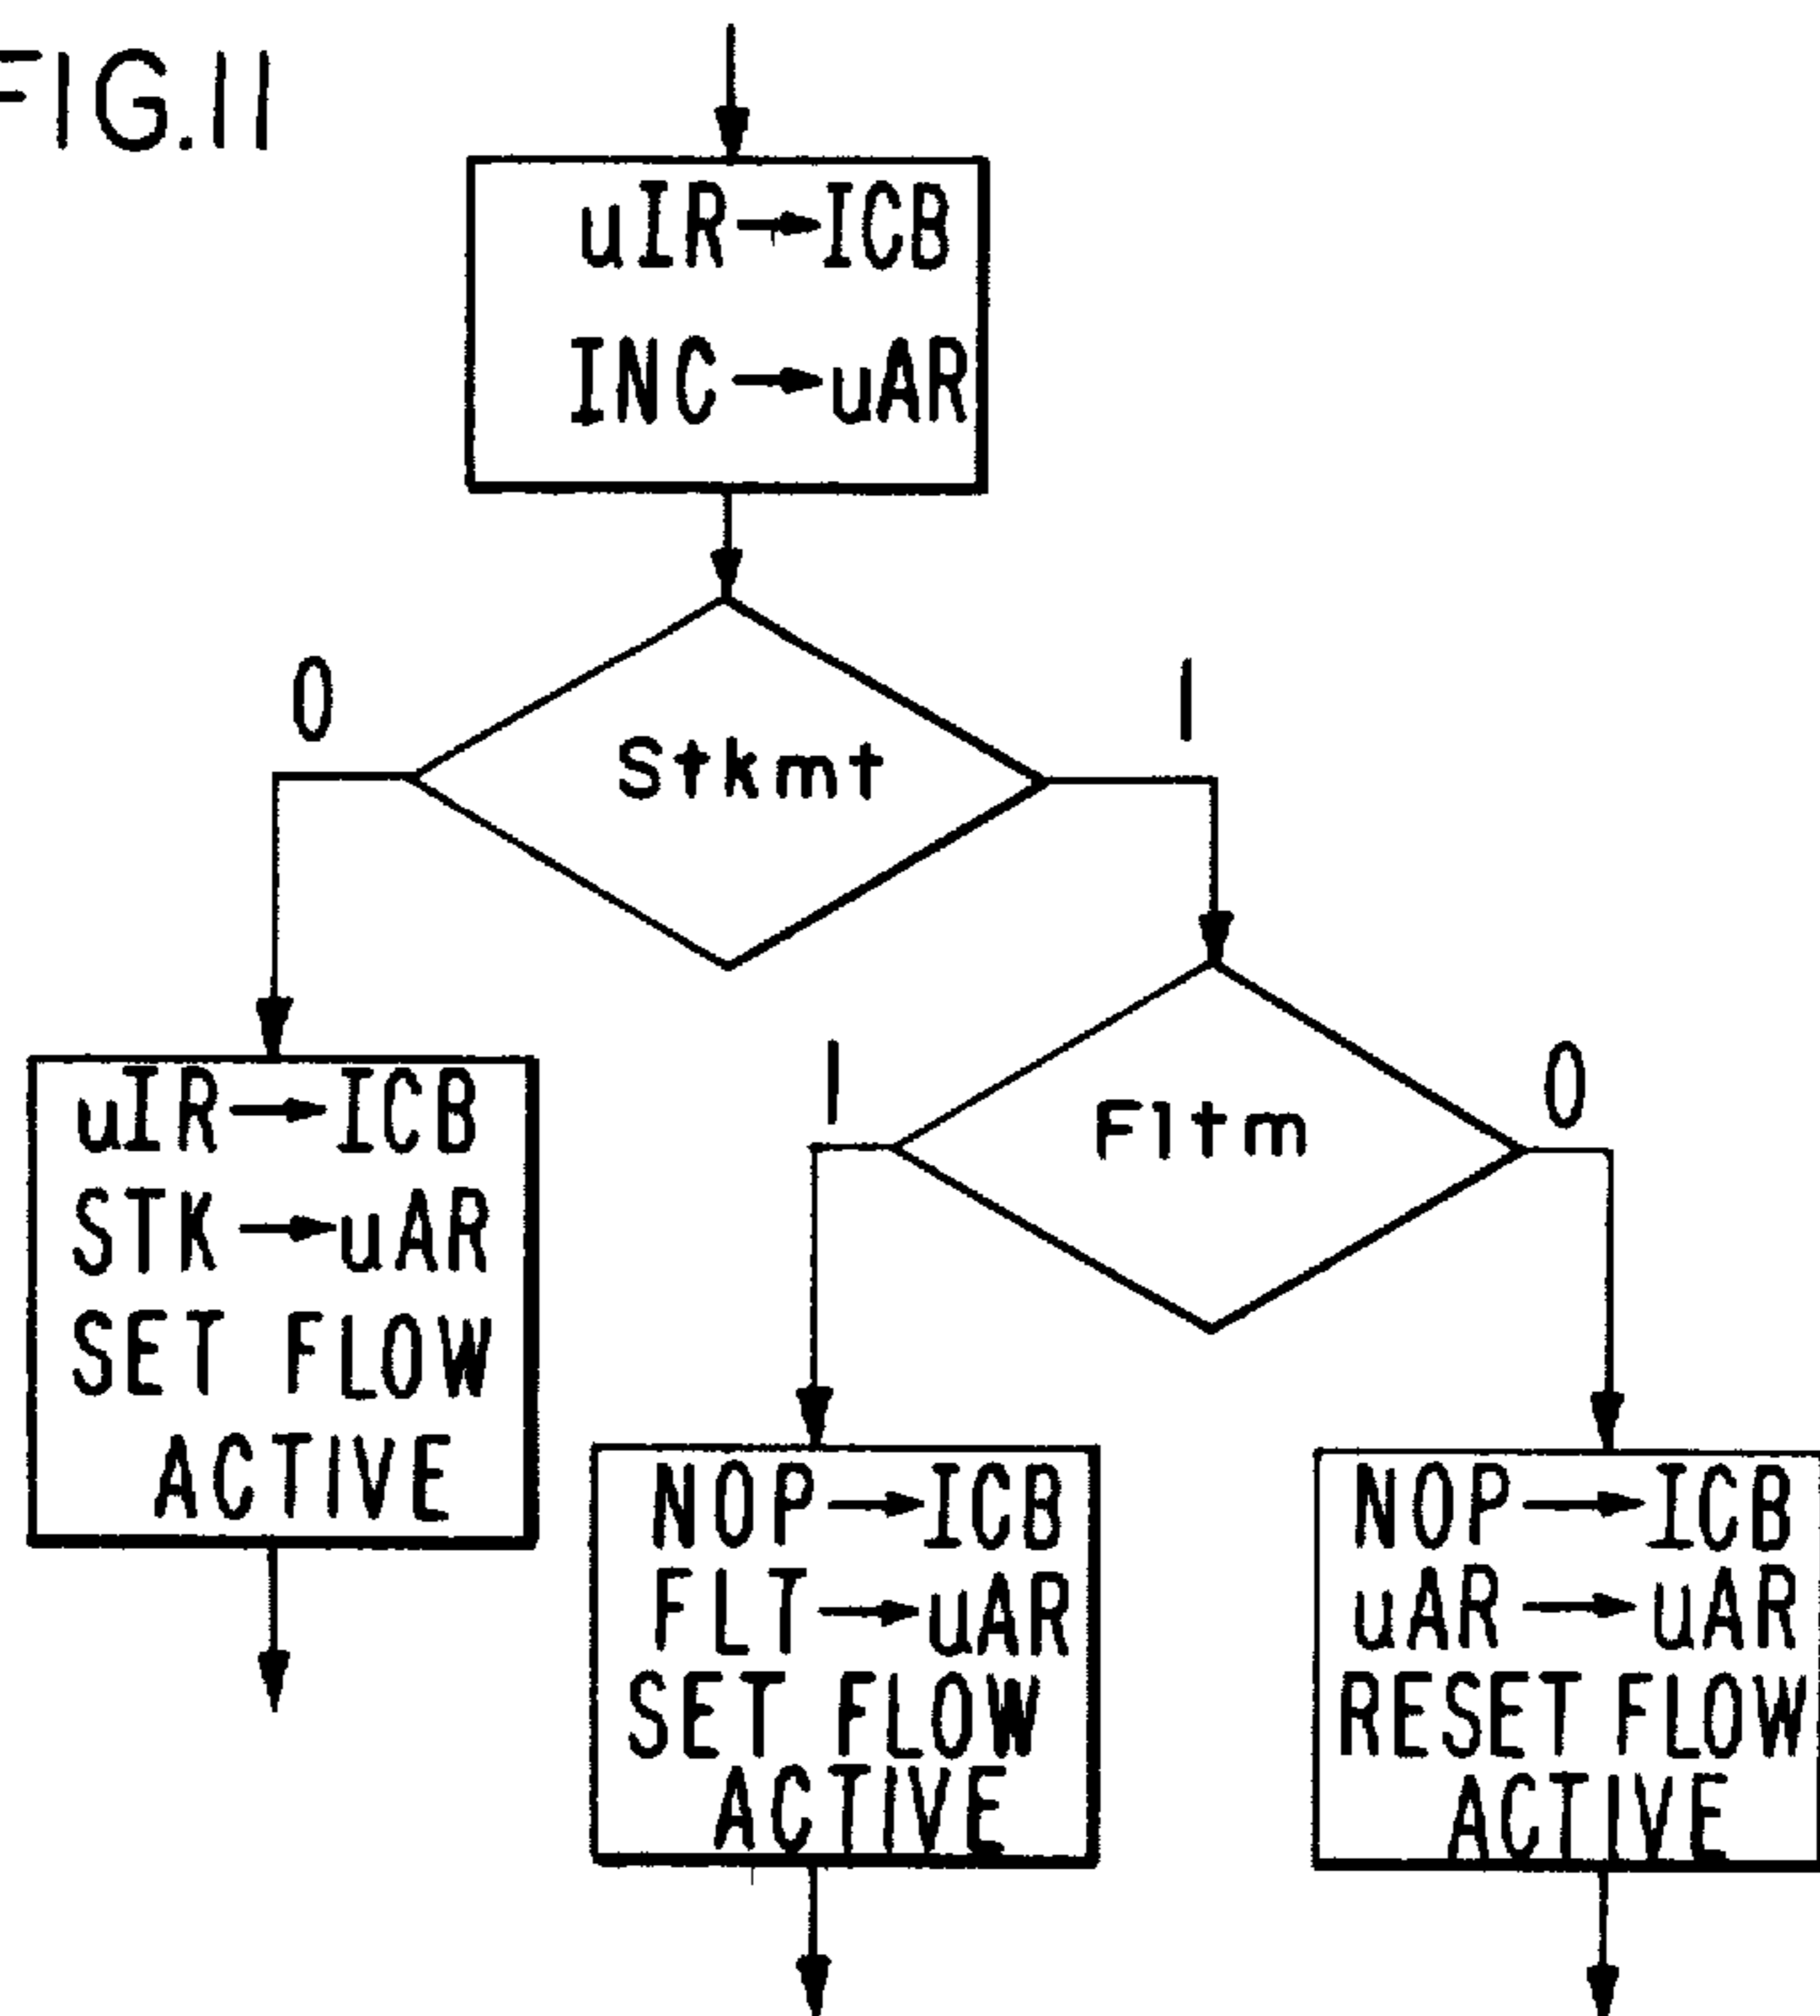 FIG.11
uIR→ICB
INC→uAR
0
Stkmt
1
1
Fltm
0
uIR→ICB
STK→uAR
SET FLOW
ACTIVE
NOP→ICB
FLT→uAR
SET FLOW
ACTIVE
NOP→ICB
uAR→uAR
RESET FLOW
ACTIVE